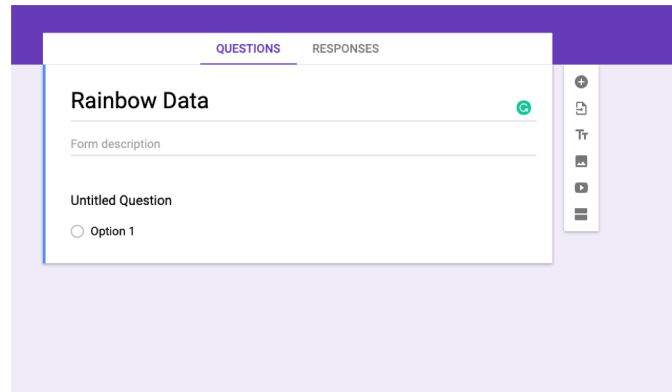 QUESTIONS RESPONSES
Rainbow Data
Form description
Untitled Question
Option 1